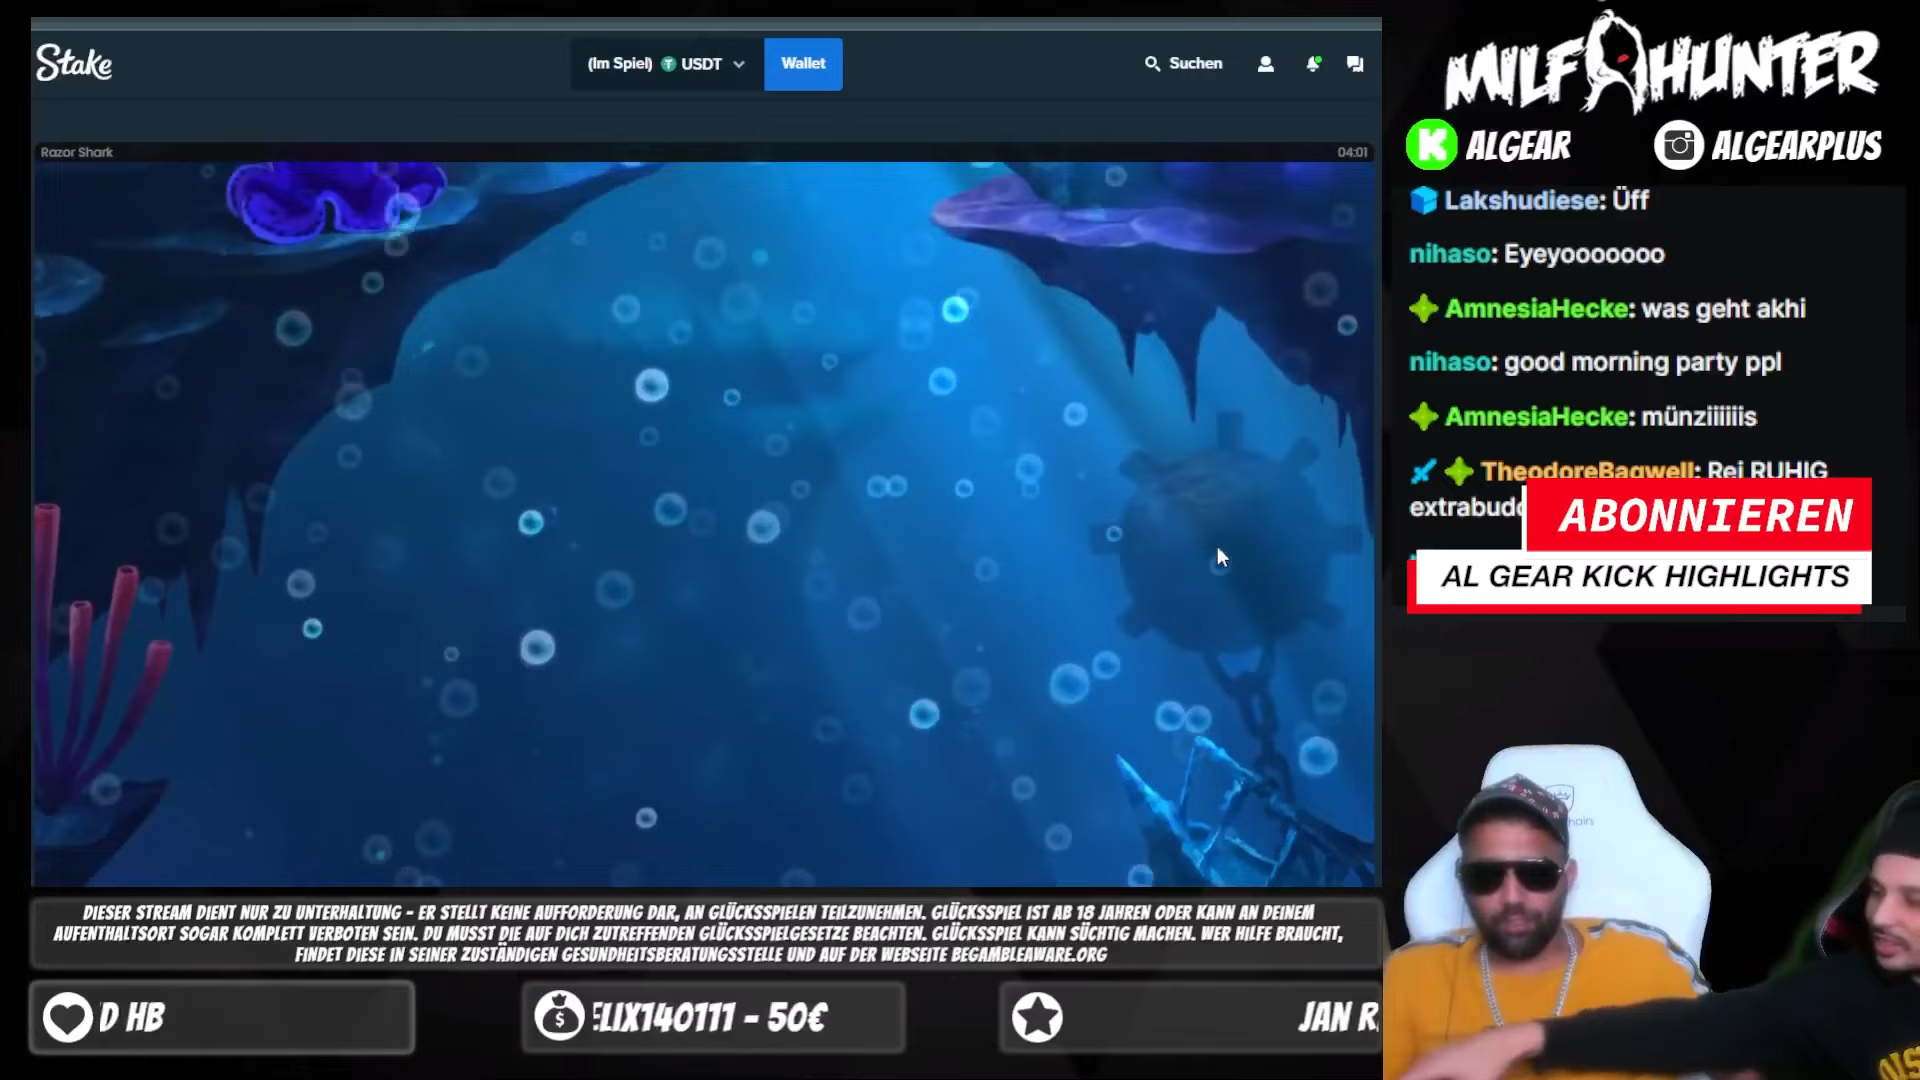 Stake
(Im Spiel) USDT
Wallet
Suchen
Razor Shark
04:01
MILF HUNTER
K ALGEAR
ALGEARPLUS
Lakshudiese: Üff
nihaso: Eyeyooooooo
AmnesiaHecke: was geht akhi
nihaso: good morning party ppl
AmnesiaHecke: münziiiiiis
TheodoreBagwell: Rei RUHIG
ABONNIEREN
AL GEAR KICK HIGHLIGHTS
DIESER STREAM DIENT NUR ZU UNTERHALTUNG - ER STELLT KEINE AUFFORDERUNG DAR, AN GLÜCKSSPIELEN TEILZUNEHMEN. GLÜCKSSPIEL IST AB 18 JAHREN ODER KANN AN DEINEM
AUFENTHALTSORT SOGAR KOMPLETT VERBOTEN SEIN. DU MUSST DIE AUF DICH ZUTREFFENDEN GLÜCKSSPIELGESETZE BEACHTEN. GLÜCKSSPIEL KANN SÜCHTIG MACHEN. WER HILFE BRAUCHT,
FINDET DIESE IN SEINER ZUSTÄNDIGEN GESUNDHEITSBERATUNGSSTELLE UND AUF DER WEBSEITE BEGAMBLEAWARE.ORG
D HB
ELIX140111 - 50€
JAN